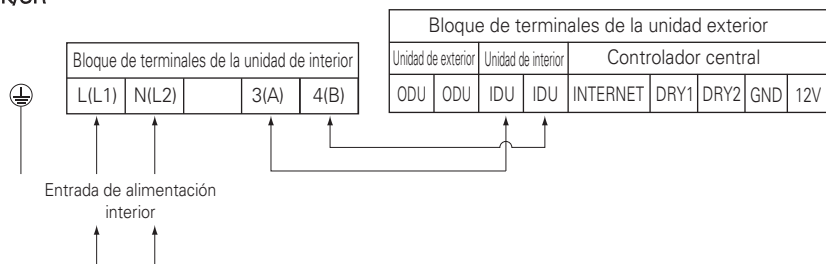 Bloque de terminales de la unidad exterior
Bloque de terminales de la unidad de interior
Unidad de exterior Unidad de interior Controlador central
L(L1) N(L2) 3(A) 4(B)
ODU ODU IDU IDU INTERNET DRY1 DRY2 GND 12V
Entrada de alimentación
interior